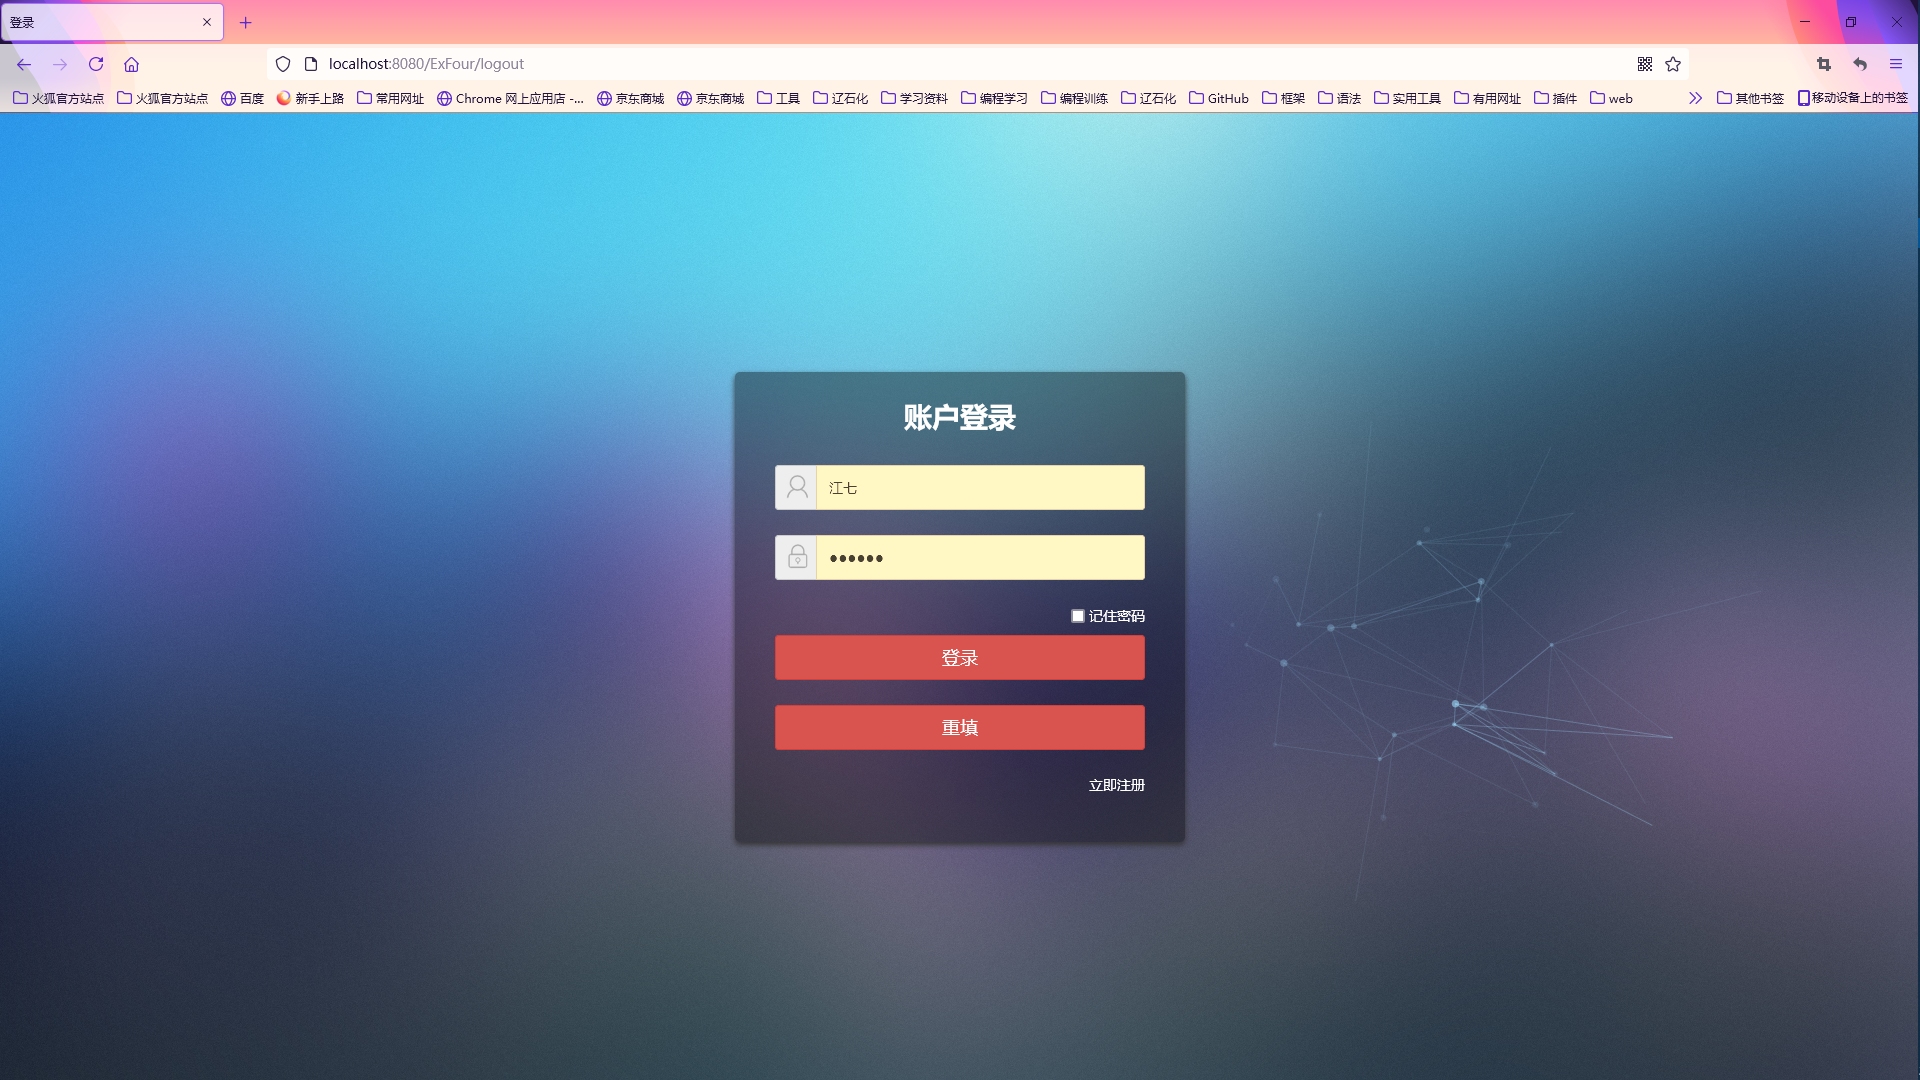 登录
localhost:8080/ExFour/logout
火狐官方站点 火狐官方站点 百度 新手上路 常用网址 Chrome 网上应用店 -... 京东商城 京东商城 工具 辽石化 学习资料 编程学习 编程训练 辽石化 GitHub 框架 语法 实用工具 有用网址 插件 web 其他书签 移动设备上的书签
账户登录
江七
••••••
记住密码
登录
重填
立即注册